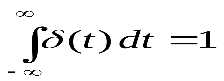 ∫_{-∞}^{∞} δ(t) dt = 1